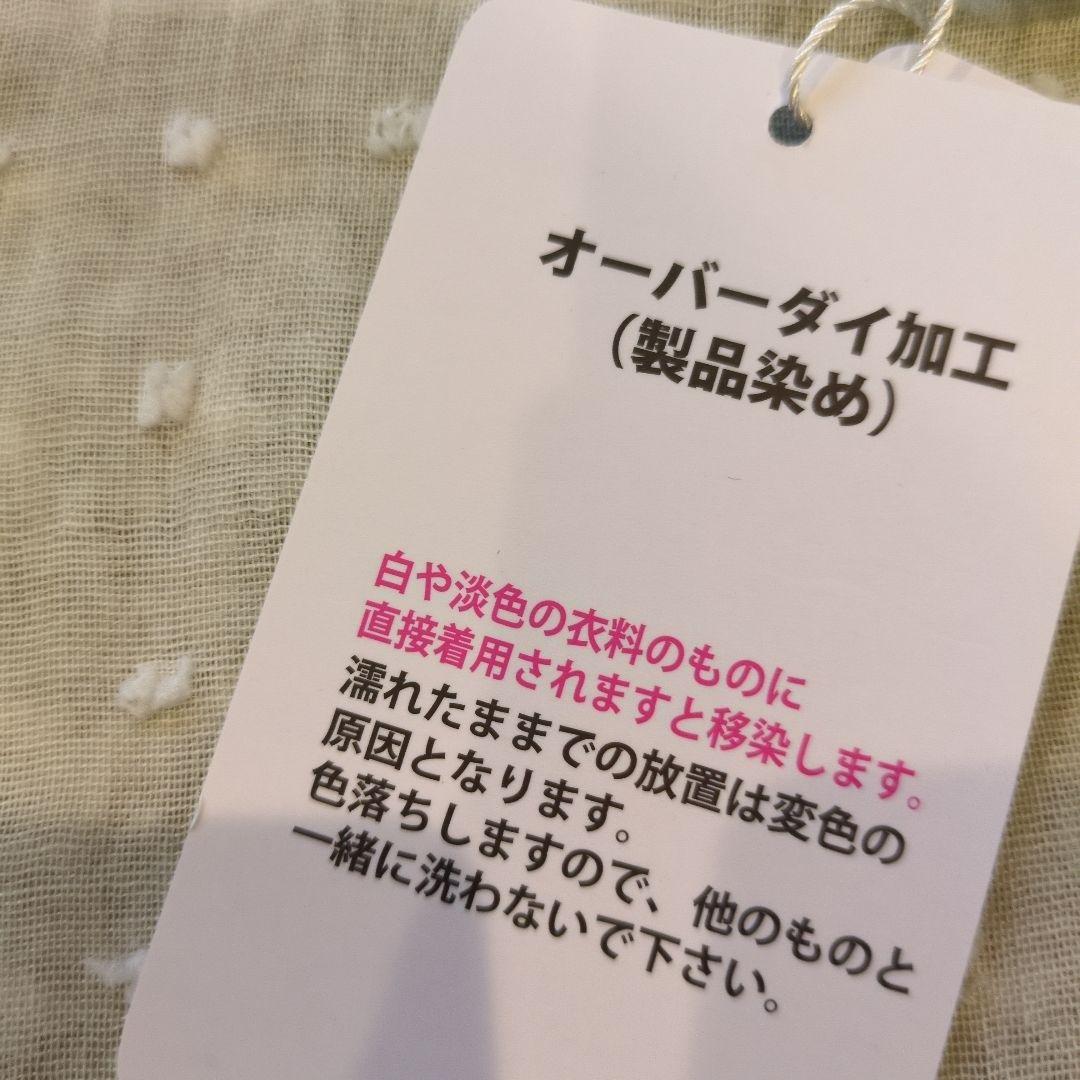 オーバーダイ加工
（製品染め）
白や淡色の衣料のものに
直接着用されますと移染します。
濡れたままでの放置は変色の
原因となります。
色落ちしますので、他のものと
一緒に洗わないで下さい。